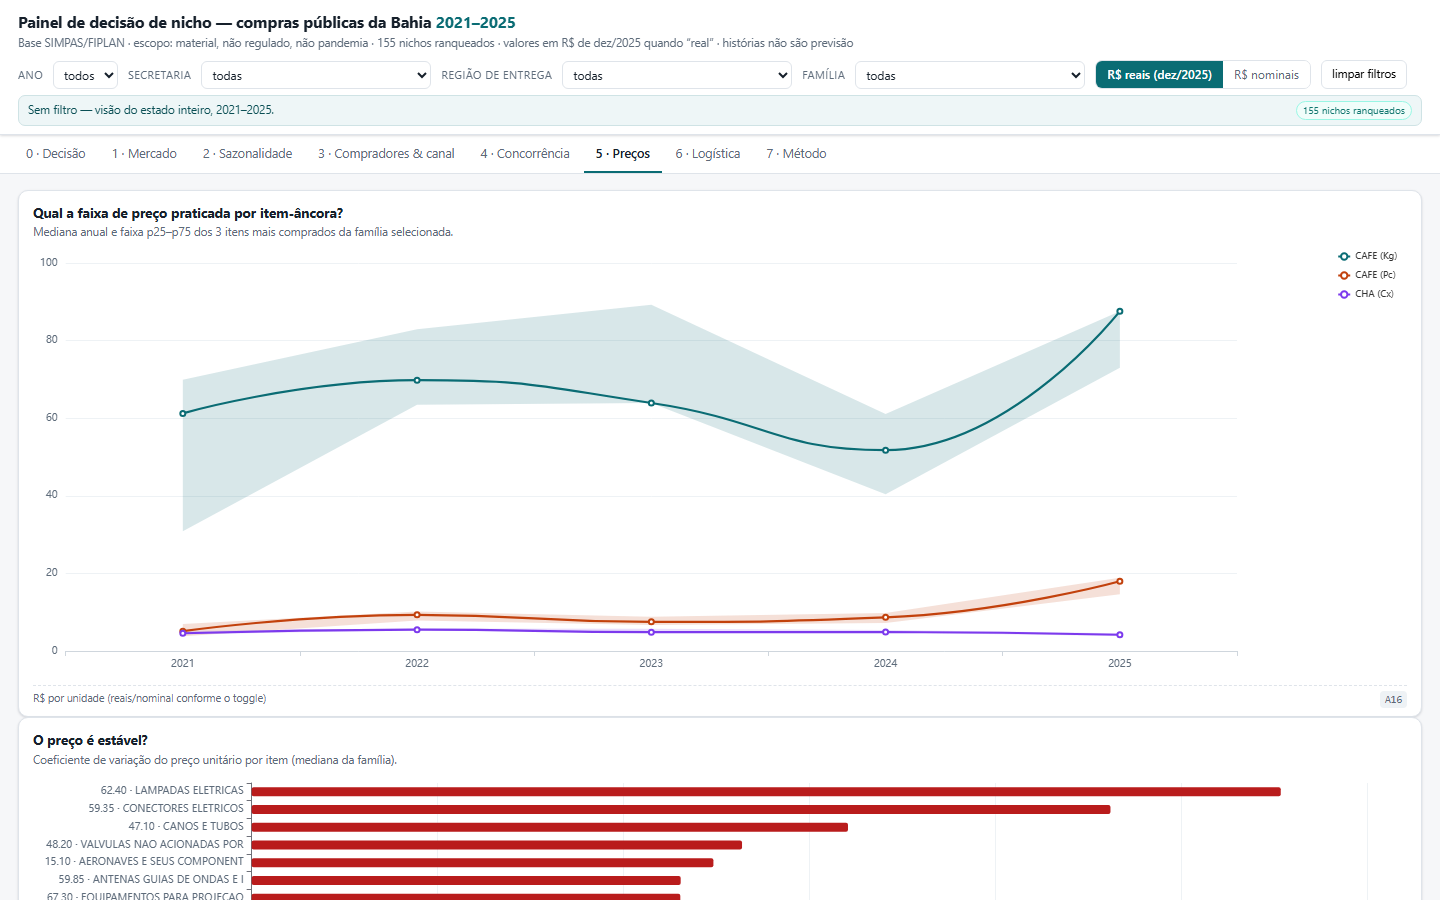 Painel de decisão de nicho — compras públicas da Bahia 2021–2025
Base SIMPAS/FIPLAN · escopo: material, não regulado, não pandemia · 155 nichos ranqueados · valores em R$ de dez/2025 quando "real" · histórias não são previsão
ANO todos SECRETARIA todas REGIÃO DE ENTREGA todas FAMÍLIA todas R$ reais (dez/2025) R$ nominais limpar filtros
Sem filtro — visão do estado inteiro, 2021–2025. 155 nichos ranqueados
0 · Decisão 1 · Mercado 2 · Sazonalidade 3 · Compradores & canal 4 · Concorrência 5 · Preços 6 · Logística 7 · Método
Qual a faixa de preço praticada por item-âncora?
Mediana anual e faixa p25–p75 dos 3 itens mais comprados da família selecionada.
CAFE (Kg)
CAFE (Pc)
CHA (Cx)
100
80
60
40
20
0
2021 2022 2023 2024 2025
R$ por unidade (reais/nominal conforme o toggle) A16
O preço é estável?
Coeficiente de variação do preço unitário por item (mediana da família).
62.40 · LAMPADAS ELETRICAS
59.35 · CONECTORES ELETRICOS
47.10 · CANOS E TUBOS
48.20 · VALVULAS NAO ACIONADAS POR
15.10 · AERONAVES E SEUS COMPONENT
59.85 · ANTENAS GUIAS DE ONDAS E I
67.30 · EQUIPAMENTOS PARA PROJECAO